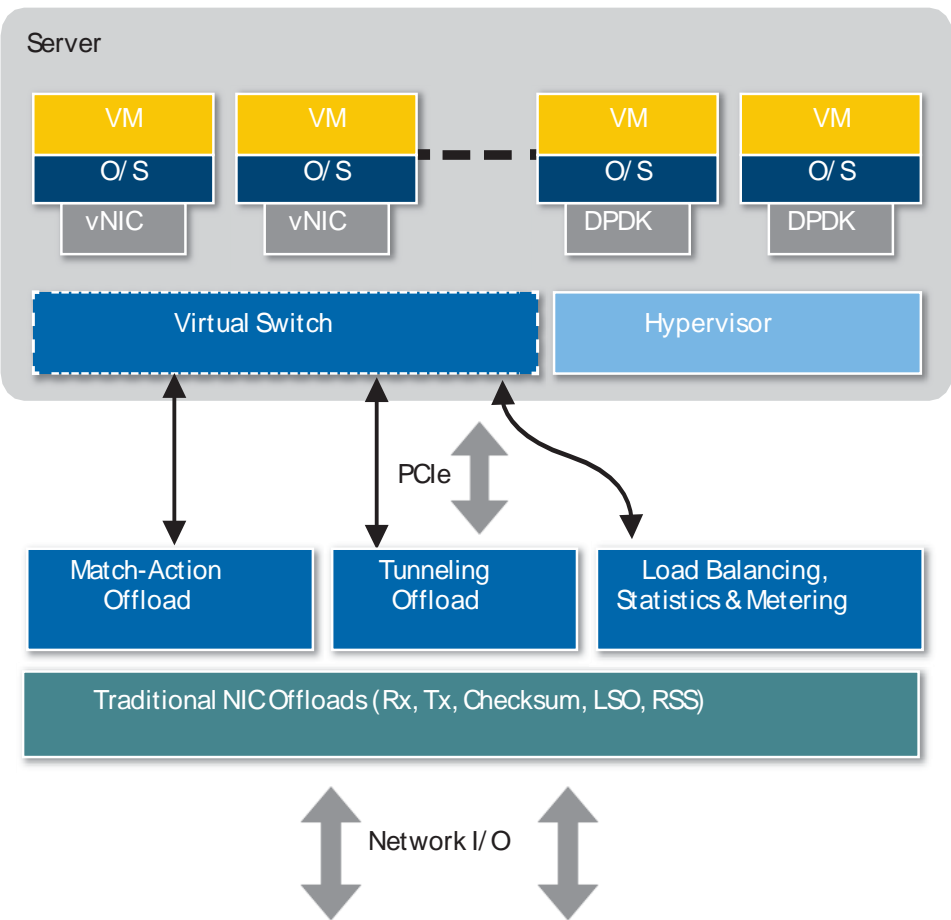 Server
VM
VM
VM
VM
O/S
O/S
O/S
O/S
vNIC
vNIC
DPDK
DPDK
Virtual Switch
Hypervisor
PCIe
Match-Action
Offload
Tunneling
Offload
Load Balancing,
Statistics & Metering
Traditional NIC Offloads (Rx, Tx, Checksum, LSO, RSS)
Network I/O